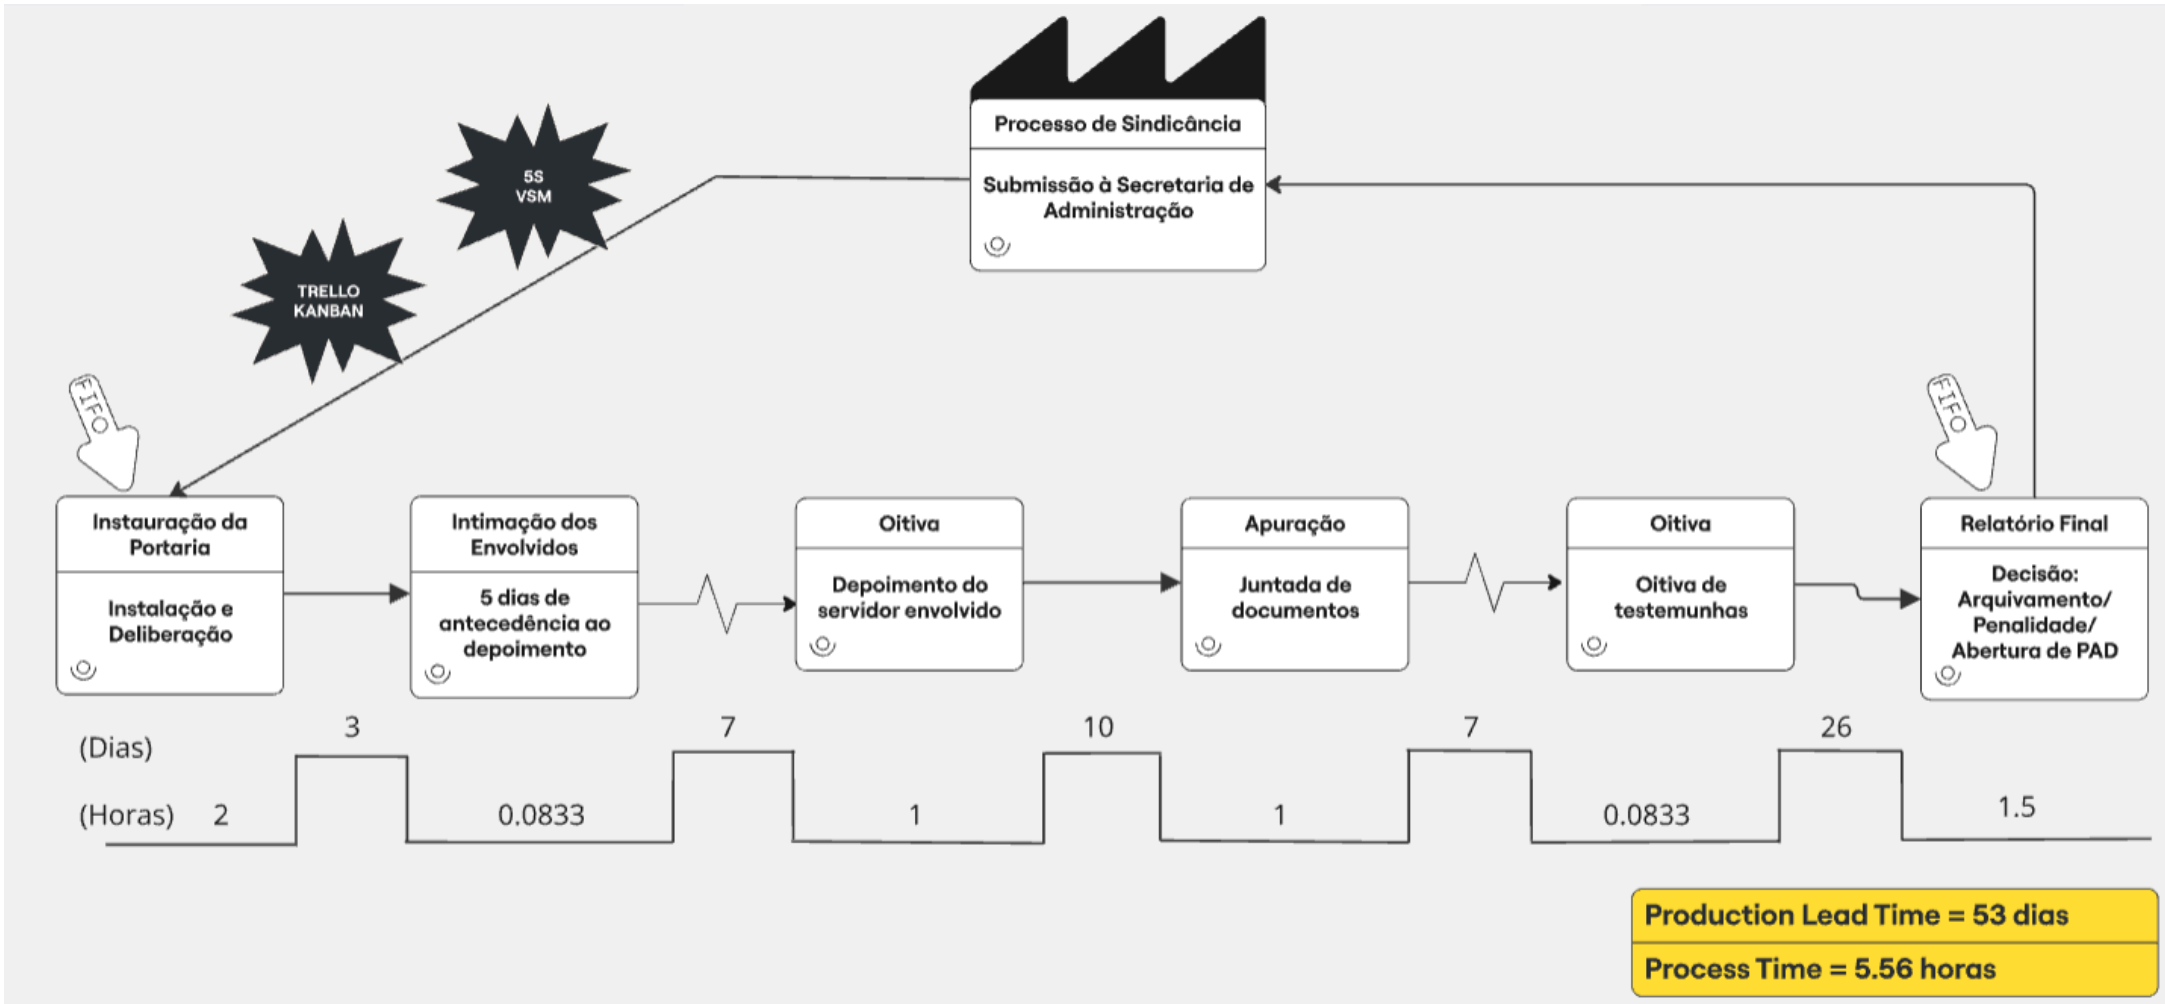 Processo de Sindicância
Submissão à Secretaria de
Administração
5S
VSM
TRELLO
KANBAN
FIFO
FIFO
Instauração da
Portaria
Instalação e
Deliberação
Intimação dos
Envolvidos
5 dias de
antecedência ao
depoimento
Oitiva
Depoimento do
servidor envolvido
Apuração
Juntada de
documentos
Oitiva
Oitiva de
testemunhas
Relatório Final
Decisão:
Arquivamento/
Penalidade/
Abertura de PAD
(Dias) 3 7 10 7 26
(Horas) 2 0.0833 1 1 0.0833 1.5
Production Lead Time = 53 dias
Process Time = 5.56 horas